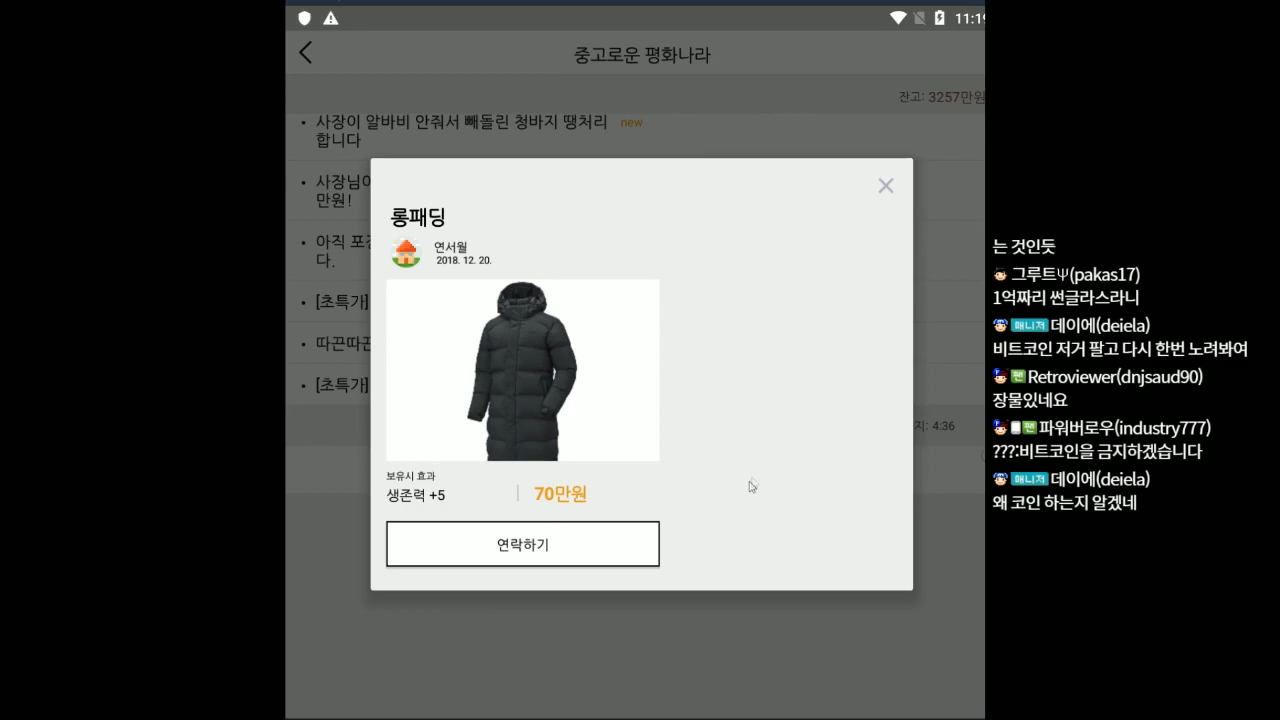 11:19
중고로운 평화나라
잔고: 3257만원
• 사장이 알바비 안줘서 빼돌린 청바지 땡처리 new
합니다
• 사장님이
만원!
• 아직 포장
다.
• [초특가]
• 따끈따끈
• [초특가]
지: 4:36
×
롱패딩
연서월
2018. 12. 20.
보유시 효과
생존력 +5
70만원
연락하기
는 것인듯
그루트Ψ(pakas17)
1억짜리 썬글라스라니
매니저 데이에(deiela)
비트코인 저거 팔고 다시 한번 노려봐여
팬 Retroviewer(dnjsaud90)
장물있네요
팬 파워버로우(industry777)
???:비트코인을 금지하겠습니다
매니저 데이에(deiela)
왜 코인 하는지 알겠네